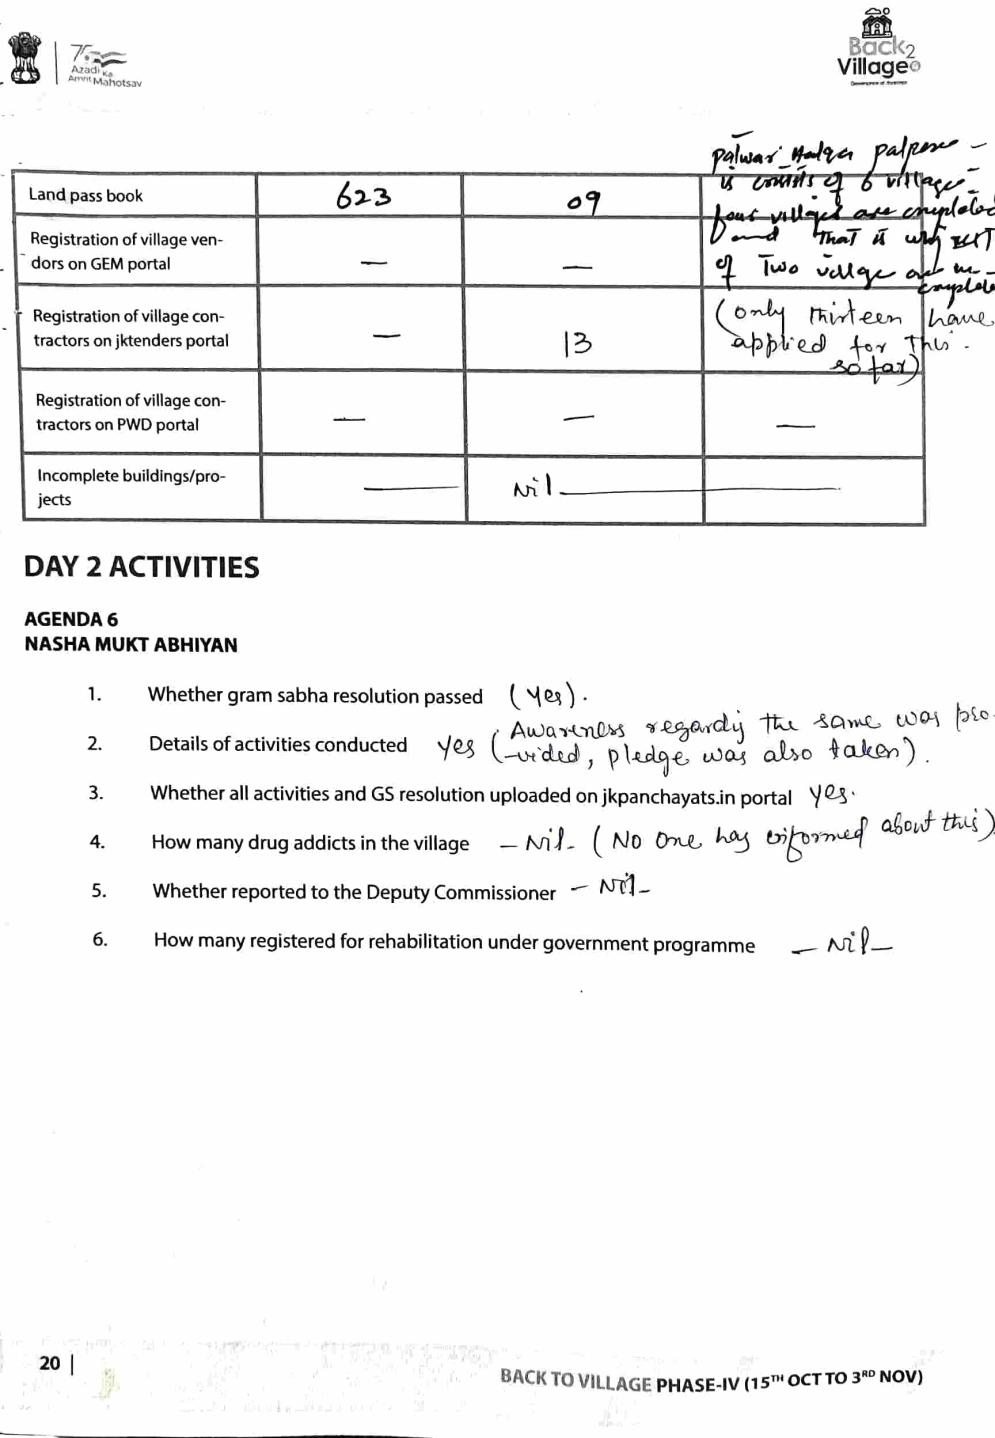 75
Azadi Ka
Amrit Mahotsav
Back2
Village
Patwar Halqa
is consists of 6 villages
four villages are completed
and that is why rest
of Two village are in-
complete
Land pass book 623 09
Registration of village ven-
dors on GEM portal — —
Registration of village con-
tractors on jktenders portal — 13 (only thirteen have
applied for this.
so far)
Registration of village con-
tractors on PWD portal — — —
Incomplete buildings/pro-
jects — Nil —
DAY 2 ACTIVITIES
AGENDA 6
NASHA MUKT ABHIYAN
1. Whether gram sabha resolution passed (Yes).
2. Details of activities conducted Yes (Awareness regardig the same was pro-
-vided, pledge was also taken).
3. Whether all activities and GS resolution uploaded on jkpanchayats.in portal Yes.
4. How many drug addicts in the village — Nil- (No one has informed about this)
5. Whether reported to the Deputy Commissioner — Nil-
6. How many registered for rehabilitation under government programme — Nil—
20 |
BACK TO VILLAGE PHASE-IV (15TH OCT TO 3RD NOV)